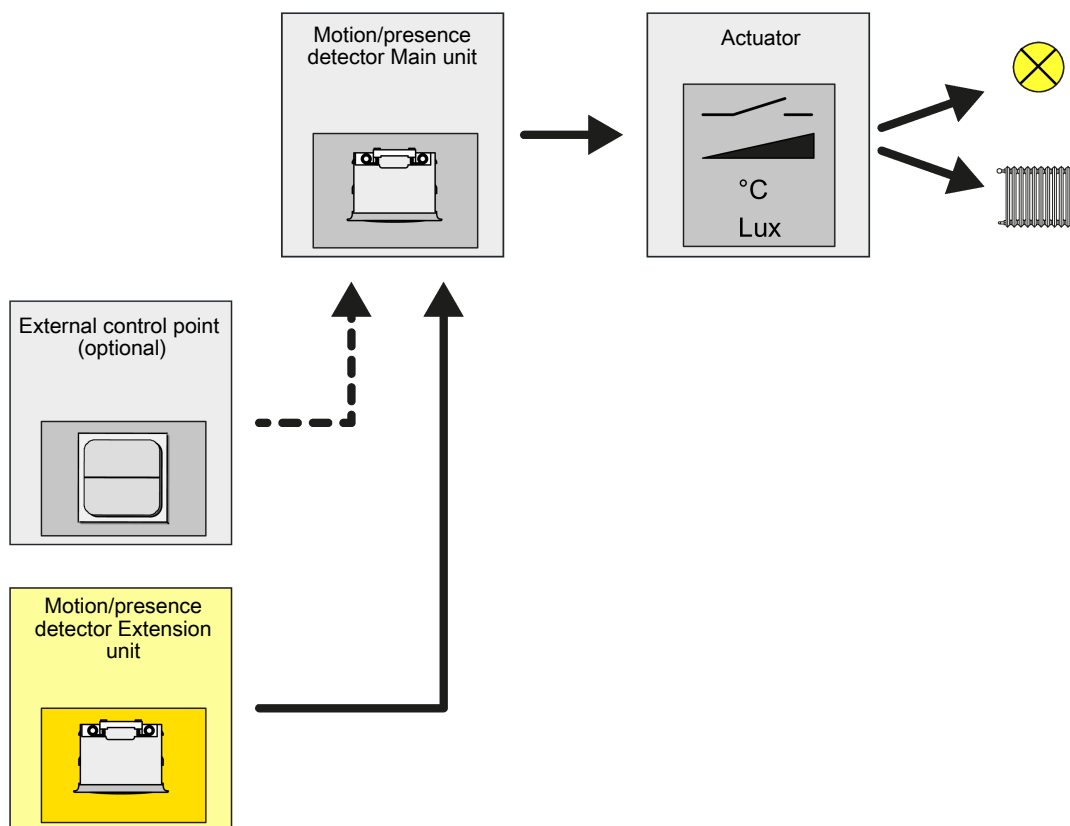 Motion/presence
detector Main unit
Actuator
°C
Lux
External control point
(optional)
Motion/presence
detector Extension
unit